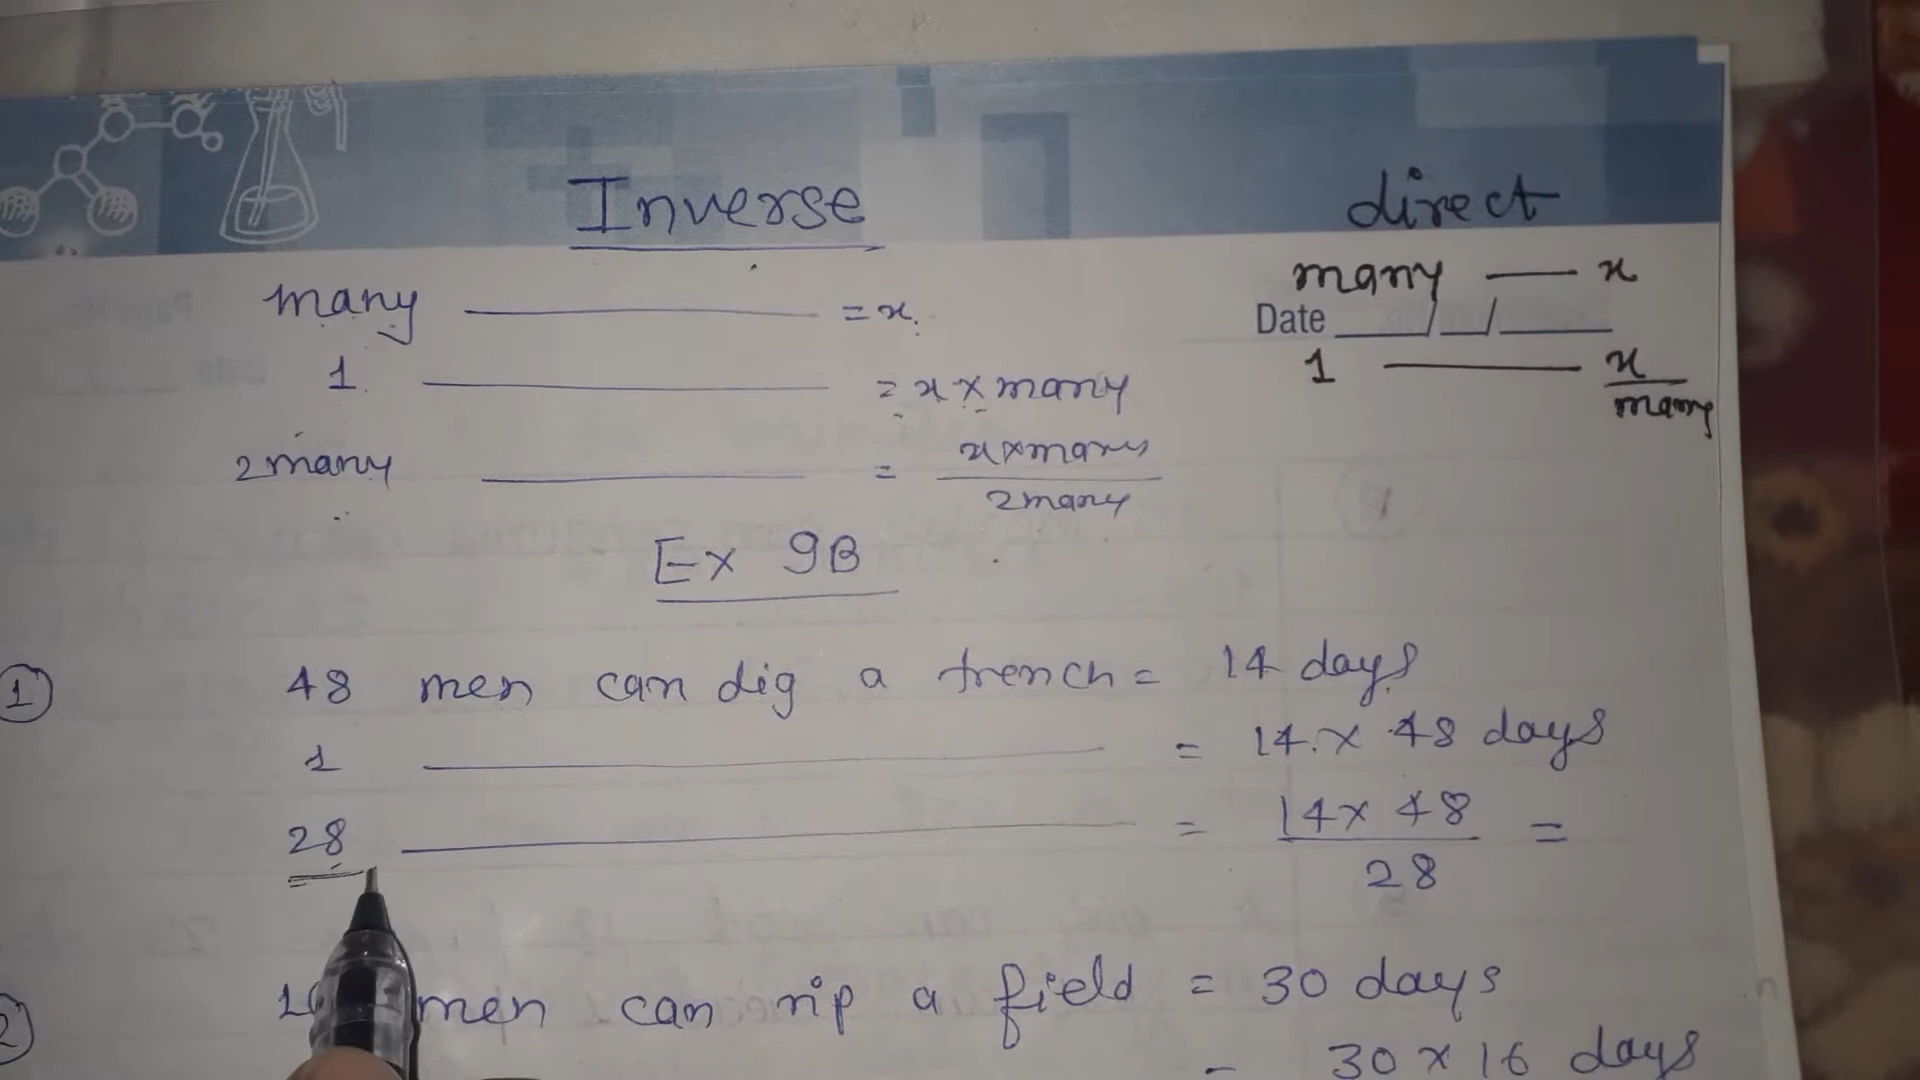 Inverse
direct
many = x
many x
Date / /
1 = x × many
1 x/many
2many = x×many/2many
Ex 9B
1 48 men can dig a trench = 14 days
1 = 14 × 48 days
28 = 14 × 48/28 =
2 men can rip a field = 30 days
30 × 16 days